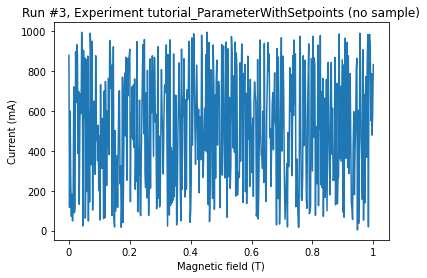 Run #3, Experiment tutorial_ParameterWithSetpoints (no sample)
1000
800
600
400
200
0
Current (mA)
0 0.2 0.4 0.6 0.8 1
Magnetic field (T)